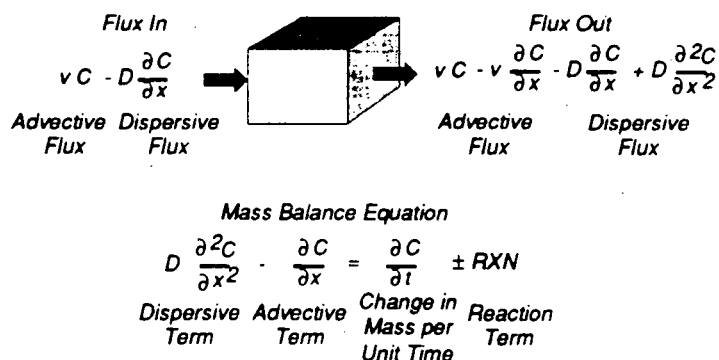 Flux In
Flux Out
v C - D ∂C/∂x
v C - v ∂C/∂x - D ∂C/∂x + D ∂²C/∂x²
Advective Dispersive
Flux Flux
Advective Dispersive
Flux Flux
Mass Balance Equation
D ∂²C/∂x² - ∂C/∂x = ∂C/∂t ± RXN
Dispersive Advective Change in Reaction
Term Term Mass per Term
Unit Time